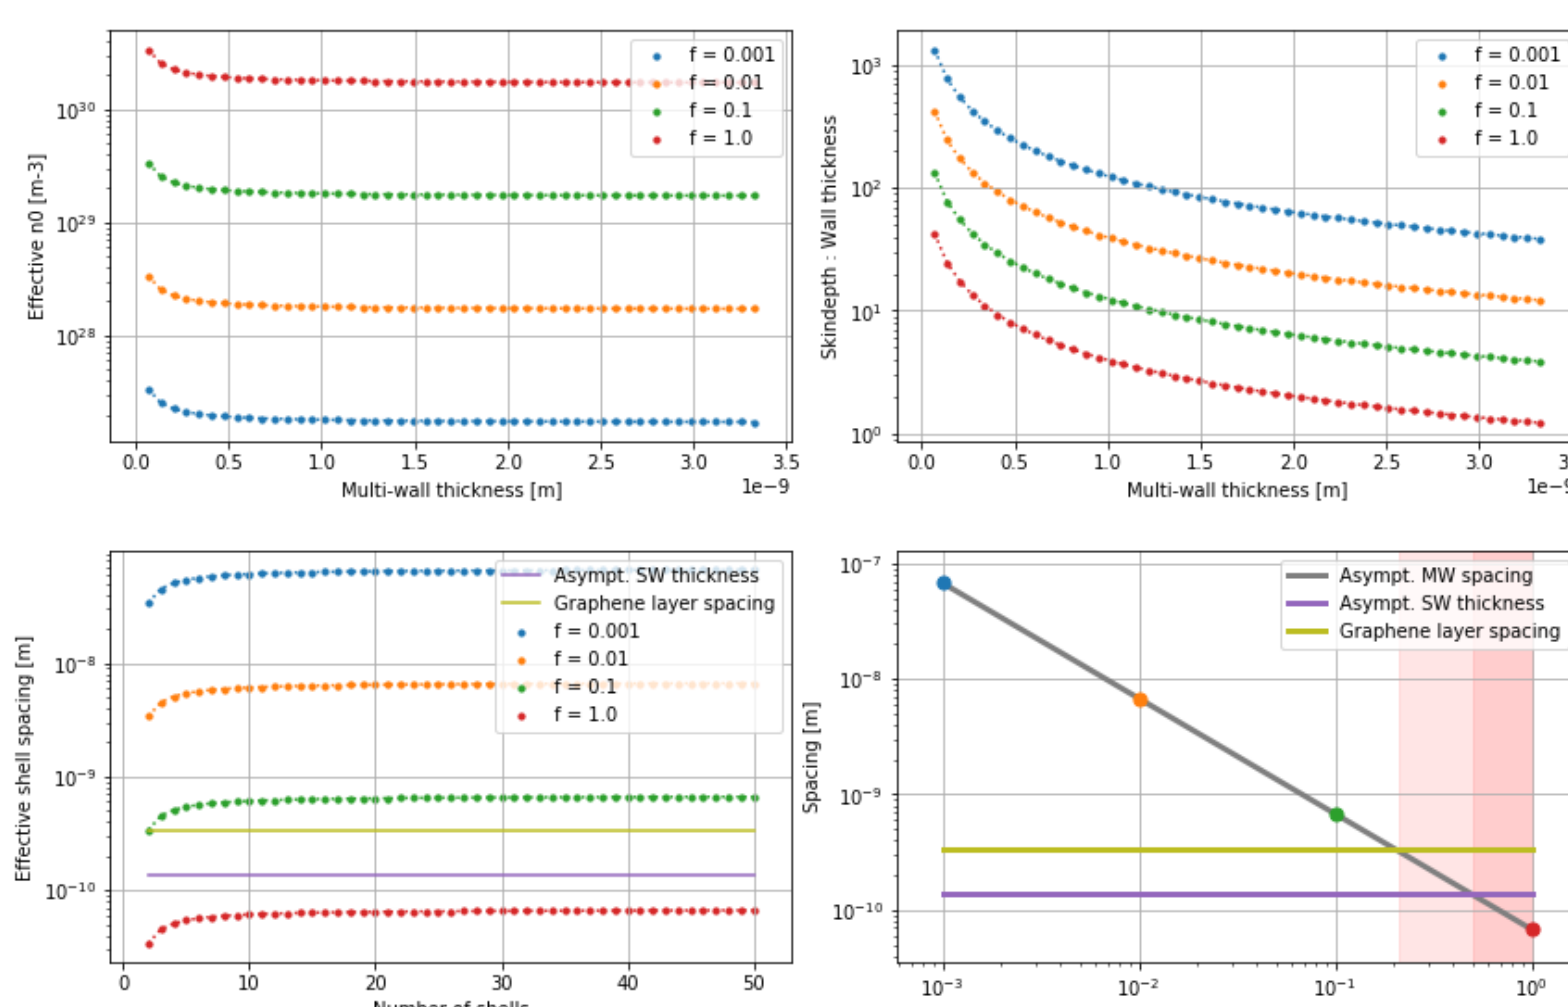 f = 0.001
f = 0.01
f = 0.1
f = 1.0
10^30
10^29
10^28
Effective n0 [m-3]
0.0 0.5 1.0 1.5 2.0 2.5 3.0 3.5
Multi-wall thickness [m]
1e−9
f = 0.001
f = 0.01
f = 0.1
f = 1.0
10^3
10^2
10^1
10^0
Skindepth : Wall thickness
0.0 0.5 1.0 1.5 2.0 2.5 3.0
Multi-wall thickness [m]
Asympt. SW thickness
Graphene layer spacing
f = 0.001
f = 0.01
f = 0.1
f = 1.0
10^−8
10^−9
10^−10
Effective shell spacing [m]
0 10 20 30 40 50
Number of shells
Asympt. MW spacing
Asympt. SW thickness
Graphene layer spacing
10^−7
10^−8
10^−9
10^−10
Spacing [m]
10^−3 10^−2 10^−1 10^0